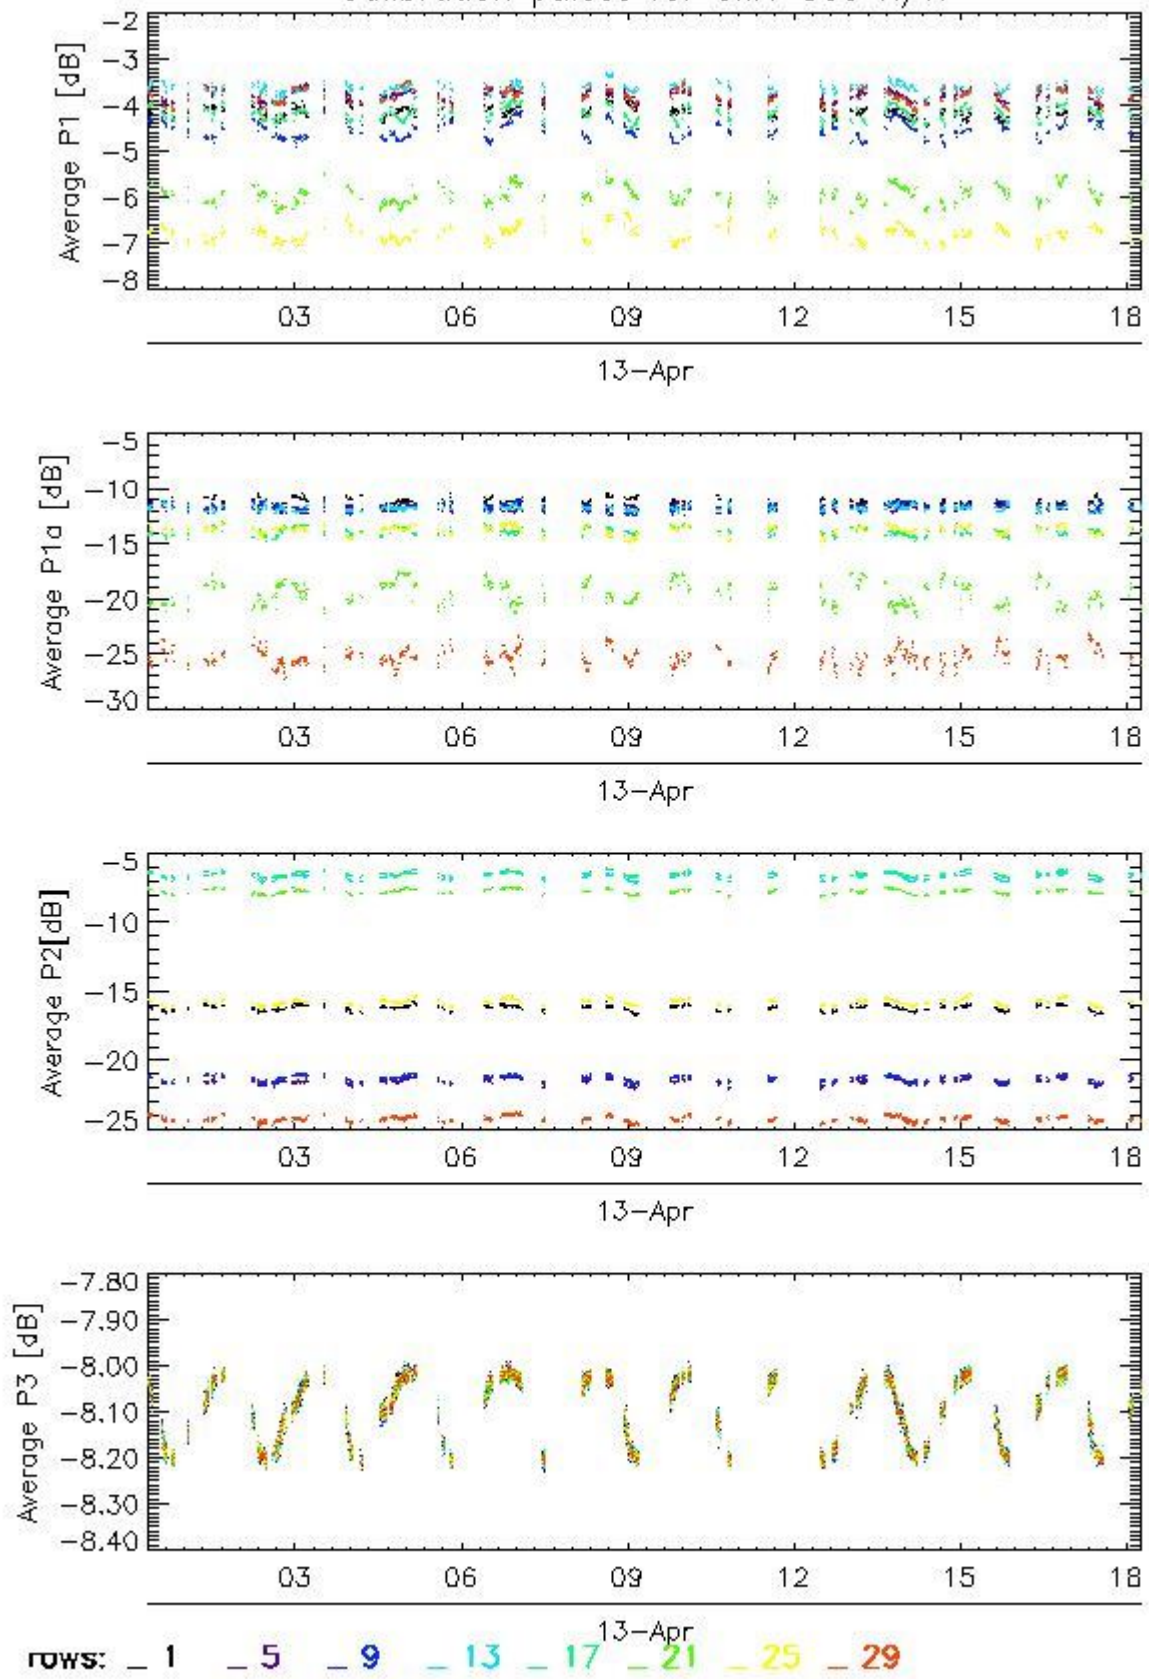 -2
-3
-4
-5
-6
-7
-8
Average P1 [dB]
03 06 09 12 15 18
13-Apr
-5
-10
-15
-20
-25
-30
Average P1a [dB]
03 06 09 12 15 18
13-Apr
-5
-10
-15
-20
-25
Average P2[dB]
03 06 09 12 15 18
13-Apr
-7.80
-7.90
-8.00
-8.10
-8.20
-8.30
-8.40
Average P3 [dB]
03 06 09 12 15 18
13-Apr
rows: _ 1 _ 5 _ 9 _ 13 _ 17 _ 21 _ 25 _ 29